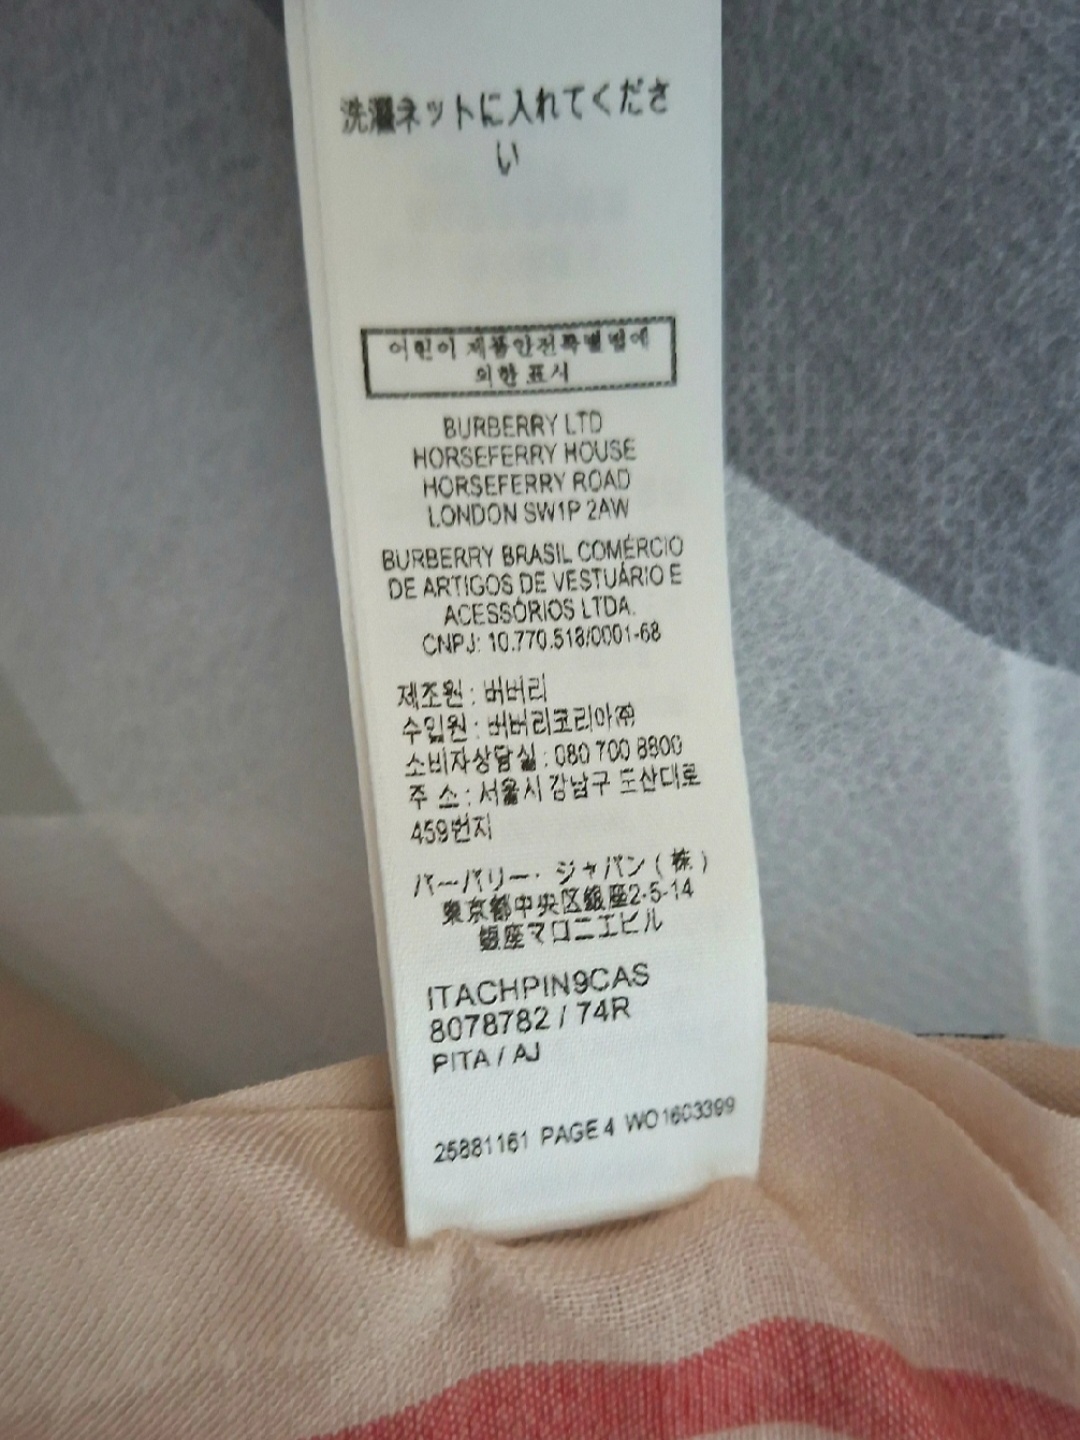 洗濯ネットに入れてくださ
い
어린이 제품안전특별법에
의한 표시
BURBERRY LTD
HORSEFERRY HOUSE
HORSEFERRY ROAD
LONDON SW1P 2AW
BURBERRY BRASIL COMÉRCIO
DE ARTIGOS DE VESTUÁRIO E
ACESSÓRIOS LTDA.
CNPJ: 10.770.518/0001-68
제조원 : 버버리
수입원 : 버버리코리아㈜
소비자상담실 : 080 700 8800
주 소 : 서울시 강남구 도산대로
459번지
バーバリー・ジャパン(株)
東京都中央区銀座2-5-14
銀座マロニエビル
ITACHPIN9CAS
8078782 / 74R
PITA / AJ
25881161 PAGE 4 WO1603399